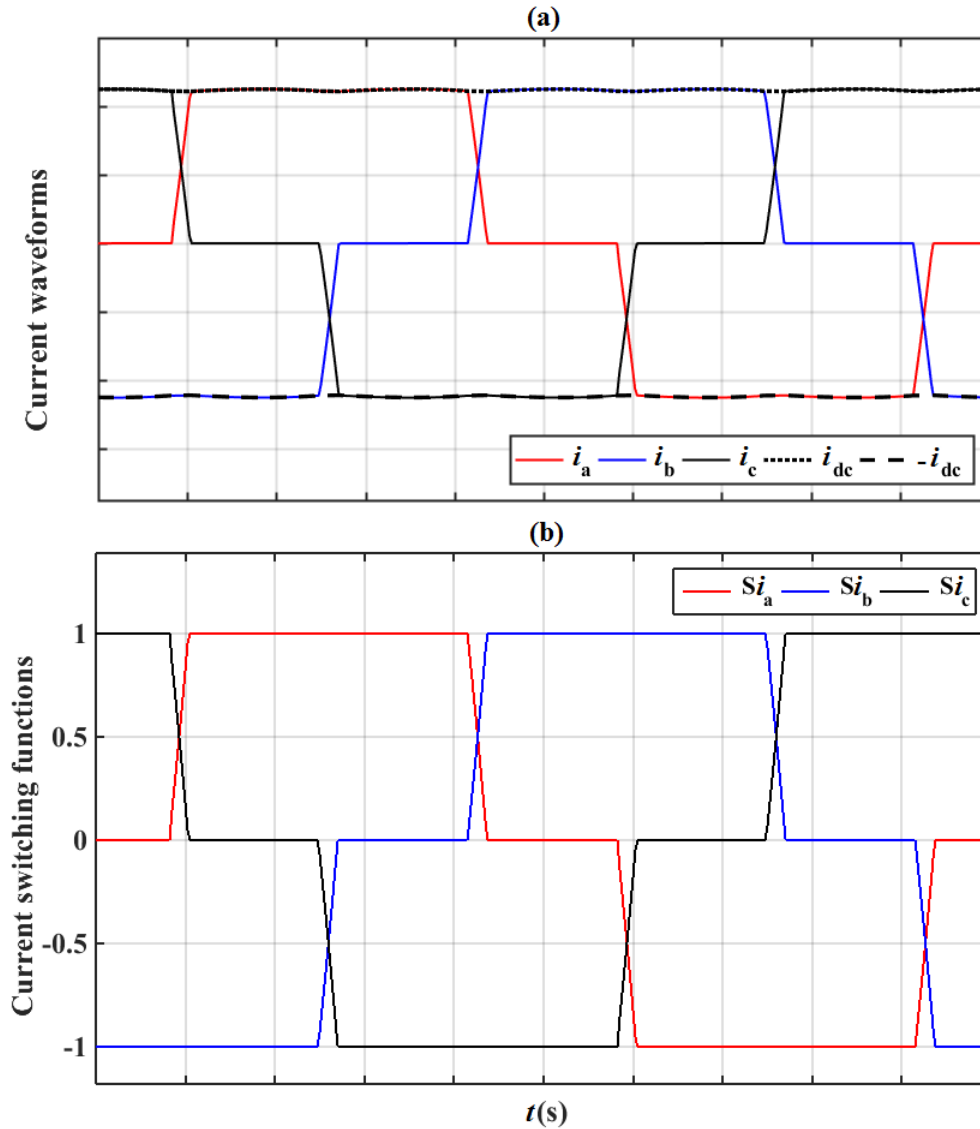 (a)
Current waveforms
i_a i_b i_c i_dc -i_dc
(b)
Si_a Si_b Si_c
Current switching functions
1
0.5
0
-0.5
-1
t(s)